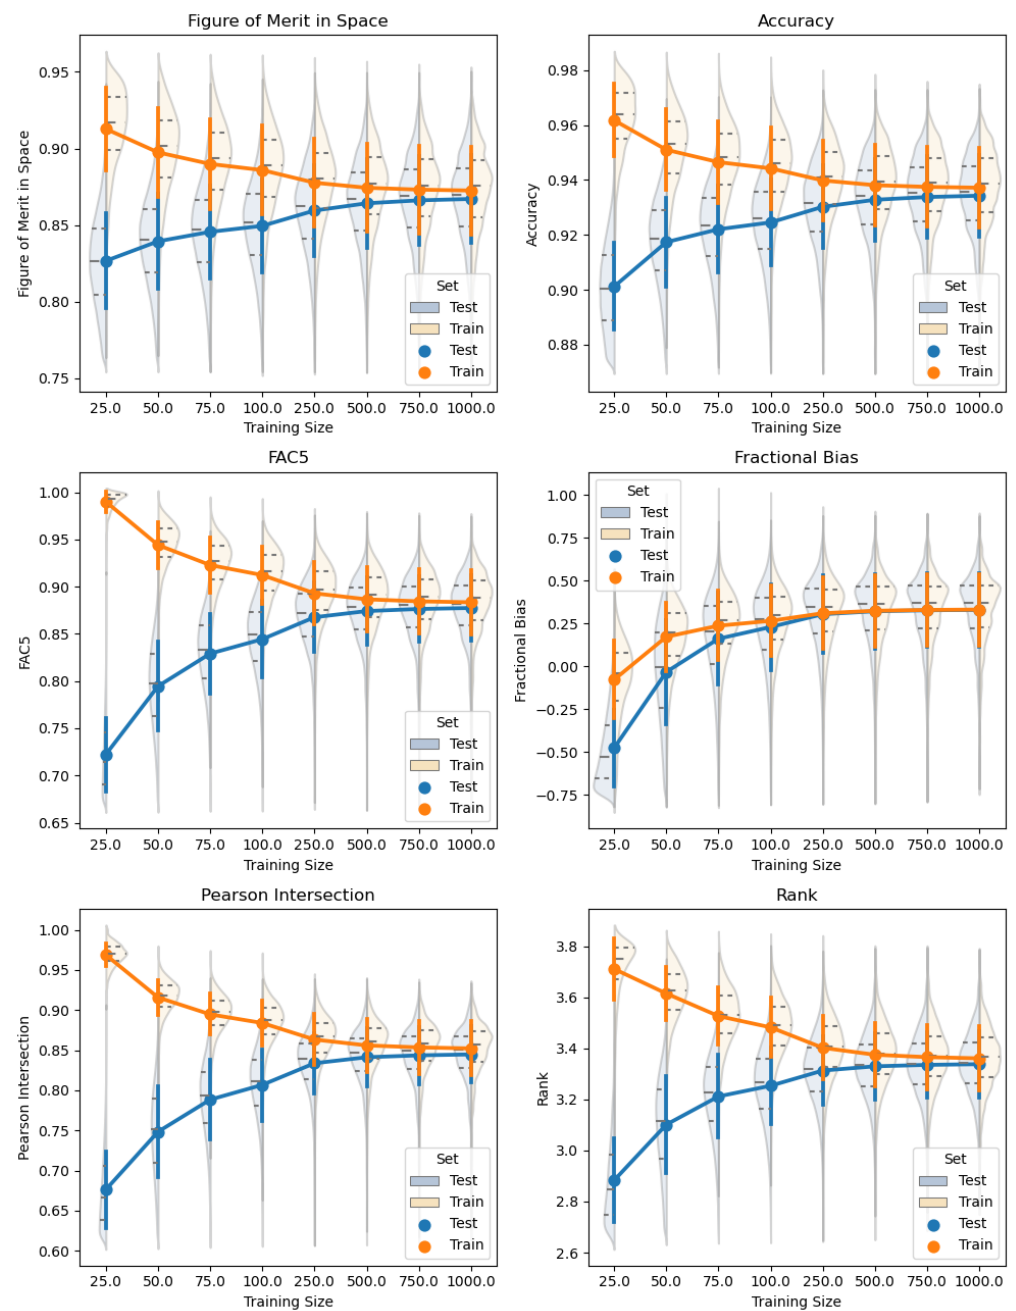 Figure of Merit in Space
Figure of Merit in Space
0.95
0.90
0.85
0.80
0.75
Set
Test
Train
Test
Train
25.0 50.0 75.0 100.0 250.0 500.0 750.0 1000.0
Training Size
Accuracy
Accuracy
0.98
0.96
0.94
0.92
0.90
0.88
Set
Test
Train
Test
Train
25.0 50.0 75.0 100.0 250.0 500.0 750.0 1000.0
Training Size
FAC5
FAC5
1.00
0.95
0.90
0.85
0.80
0.75
0.70
0.65
Set
Test
Train
Test
Train
25.0 50.0 75.0 100.0 250.0 500.0 750.0 1000.0
Training Size
Fractional Bias
Fractional Bias
1.00
0.75
0.50
0.25
0.00
−0.25
−0.50
−0.75
Set
Test
Train
Test
Train
25.0 50.0 75.0 100.0 250.0 500.0 750.0 1000.0
Training Size
Pearson Intersection
Pearson Intersection
1.00
0.95
0.90
0.85
0.80
0.75
0.70
0.65
0.60
Set
Test
Train
Test
Train
25.0 50.0 75.0 100.0 250.0 500.0 750.0 1000.0
Training Size
Rank
Rank
3.8
3.6
3.4
3.2
3.0
2.8
2.6
Set
Test
Train
Test
Train
25.0 50.0 75.0 100.0 250.0 500.0 750.0 1000.0
Training Size